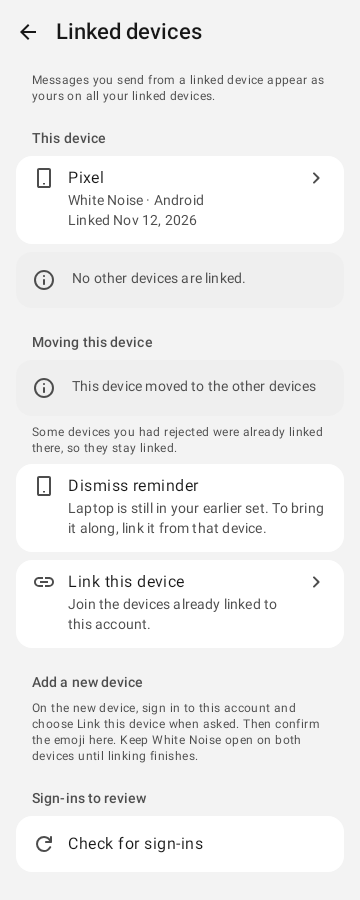 Linked devices
Messages you send from a linked device appear as
yours on all your linked devices.
This device
Pixel
White Noise · Android
Linked Nov 12, 2026
No other devices are linked.
Moving this device
This device moved to the other devices
Some devices you had rejected were already linked
there, so they stay linked.
Dismiss reminder
Laptop is still in your earlier set. To bring
it along, link it from that device.
Link this device
Join the devices already linked to
this account.
Add a new device
On the new device, sign in to this account and
choose Link this device when asked. Then confirm
the emoji here. Keep White Noise open on both
devices until linking finishes.
Sign-ins to review
Check for sign-ins